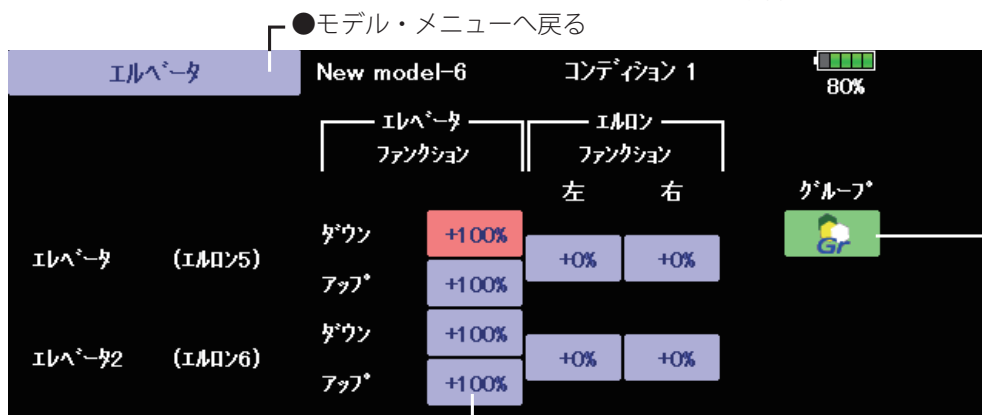 ●モデル・メニューへ戻る
エルベータ New model-6 コンディション 1 80%
エレベータ エルロン
ファンクション ファンクション
左 右 グループ
ダウン +100% Gr
エレベータ (エルロン5) +0% +0%
アップ +100%
ダウン +100%
エレベータ2 (エルロン6) +0% +0%
アップ +100%